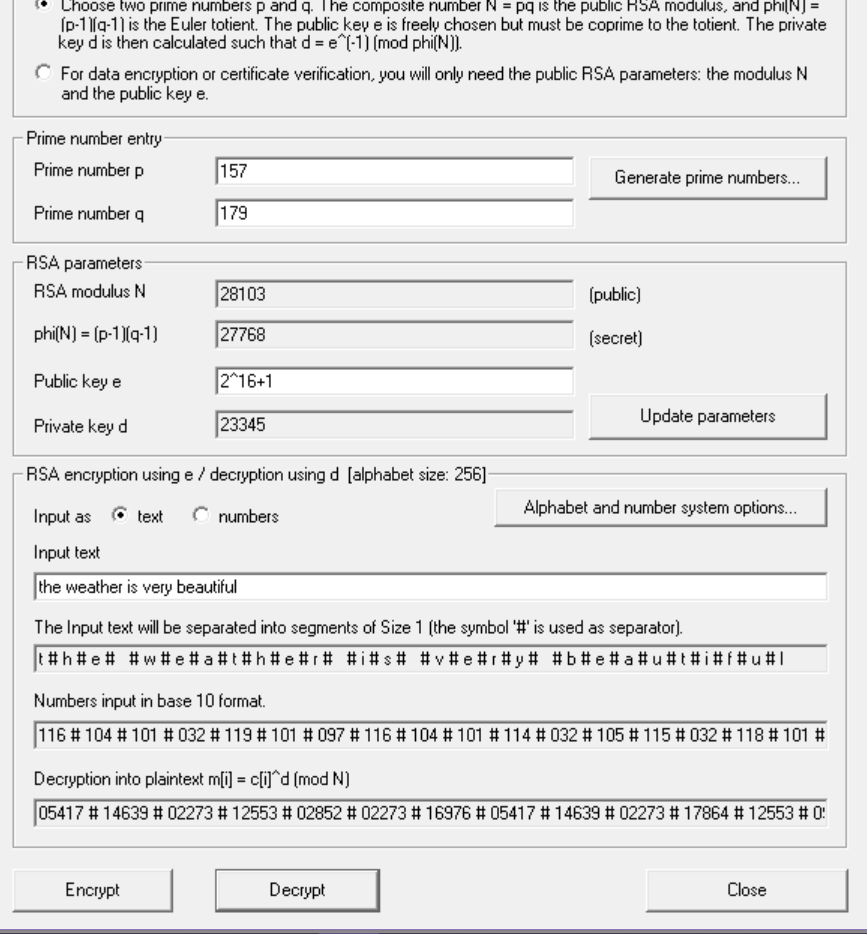 Choose two prime numbers p and q. The composite number N = pq is the public RSA modulus, and phi(N) =
(p-1)(q-1) is the Euler totient. The public key e is freely chosen but must be coprime to the totient. The private
key d is then calculated such that d = e^(-1) (mod phi(N)).
For data encryption or certificate verification, you will only need the public RSA parameters: the modulus N
and the public key e.
Prime number entry
Prime number p 157 Generate prime numbers...
Prime number q 179
RSA parameters
RSA modulus N 28103 (public)
phi(N) = (p-1)(q-1) 27768 (secret)
Public key e 2^16+1
Private key d 23345 Update parameters
RSA encryption using e / decryption using d [alphabet size: 256]
Input as text numbers Alphabet and number system options...
Input text
the weather is very beautiful
The Input text will be separated into segments of Size 1 (the symbol '#' is used as separator).
t # h # e #   # w # e # a # t # h # e # r #   # i # s #   # v # e # r # y #   # b # e # a # u # t # i # f # u # l
Numbers input in base 10 format.
116 # 104 # 101 # 032 # 119 # 101 # 097 # 116 # 104 # 101 # 114 # 032 # 105 # 115 # 032 # 118 # 101 #
Decryption into plaintext m[i] = c[i]^d (mod N)
05417 # 14639 # 02273 # 12553 # 02852 # 02273 # 16976 # 05417 # 14639 # 02273 # 17864 # 12553 #
Encrypt Decrypt Close